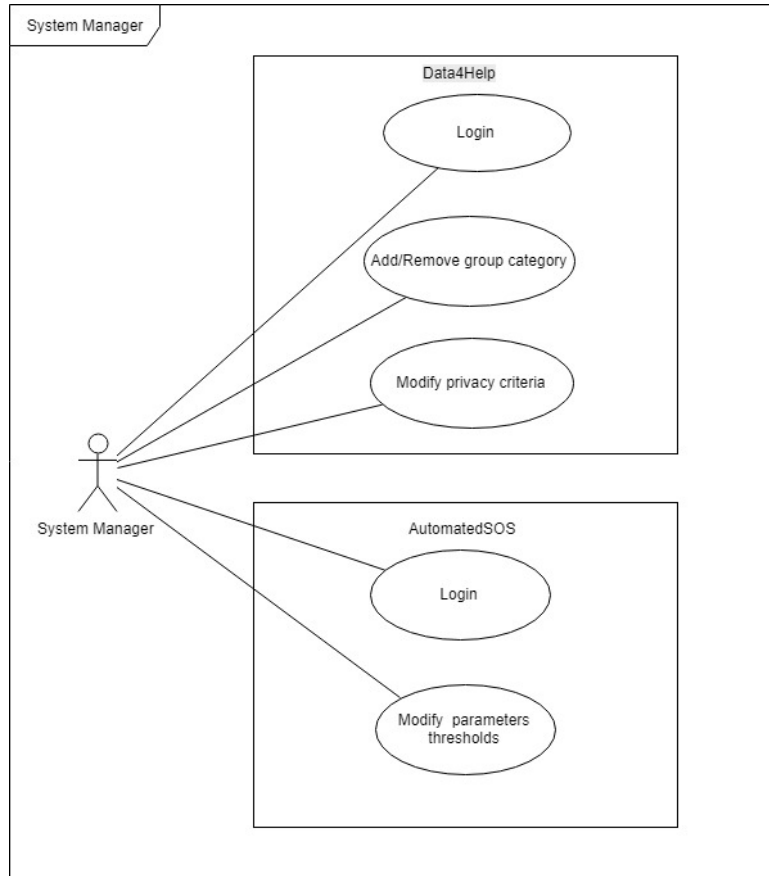 System Manager
Data4Help
Login
Add/Remove group category
Modify privacy criteria
System Manager
AutomatedSOS
Login
Modify parameters
thresholds